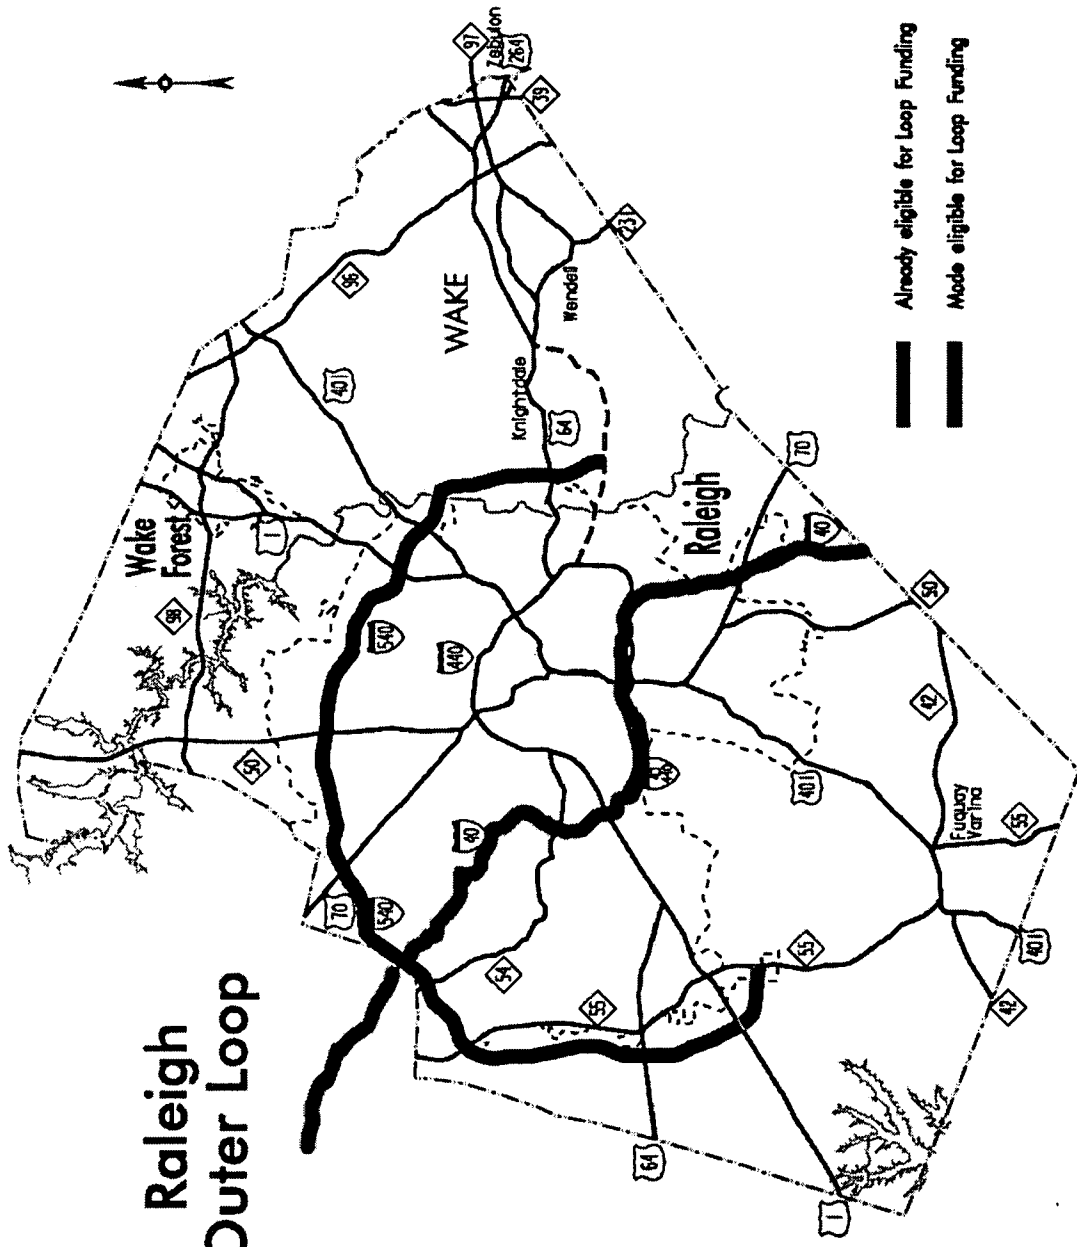 Raleigh
Outer Loop
Wake
Forest
98
1
50
401
96
WAKE
97
Zebulon
264
39
231
Wendell
Knightdale
64
540
440
70
540
40
54
55
64
1
40
440
Raleigh
70
40
50
42
401
Fuquay
Varina
55
55
401
42
Already eligible for Loop Funding
Made eligible for Loop Funding